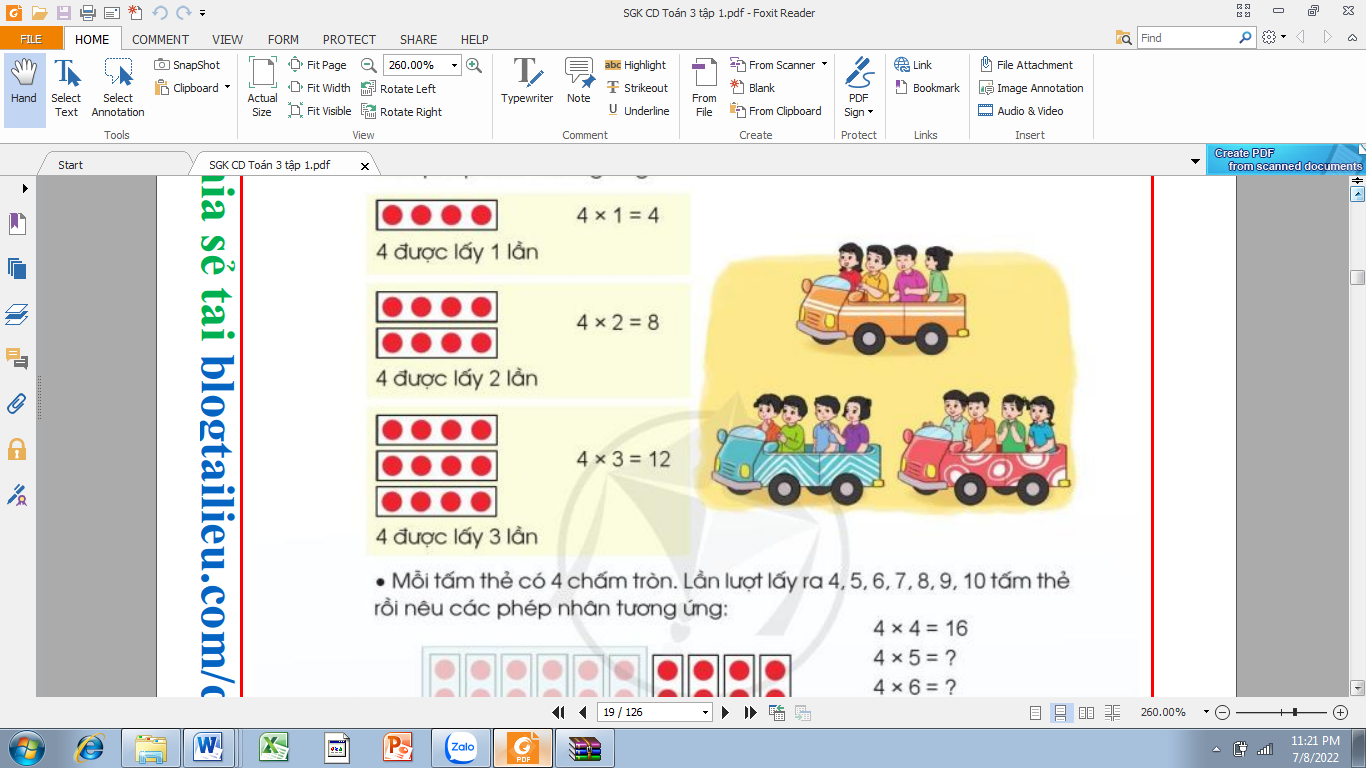 SGK CD Toán 3 tập 1.pdf - Foxit Reader
FILE HOME COMMENT VIEW FORM PROTECT SHARE HELP
Find
Hand
Select Text
Select Annotation
SnapShot
Clipboard
Tools
Actual Size
Fit Page
Fit Width
Fit Visible
260.00%
Rotate Left
Rotate Right
View
Typewriter
Note
Highlight
Strikeout
Underline
Comment
From File
From Scanner
Blank
From Clipboard
Create
PDF Sign
Protect
Link
Bookmark
Links
File Attachment
Image Annotation
Audio & Video
Insert
Start
SGK CD Toán 3 tập 1.pdf
Create PDF
from scanned documents
sẻ tai blogtailieu.com/
4 × 1 = 4
4 được lấy 1 lần
4 × 2 = 8
4 được lấy 2 lần
4 × 3 = 12
4 được lấy 3 lần
• Mỗi tấm thẻ có 4 chấm tròn. Lần lượt lấy ra 4, 5, 6, 7, 8, 9, 10 tấm thẻ
rồi nêu các phép nhân tương ứng:
4 × 4 = 16
4 × 5 = ?
4 × 6 = ?
19 / 126
260.00%
Zalo
PDF
11:21 PM
7/8/2022